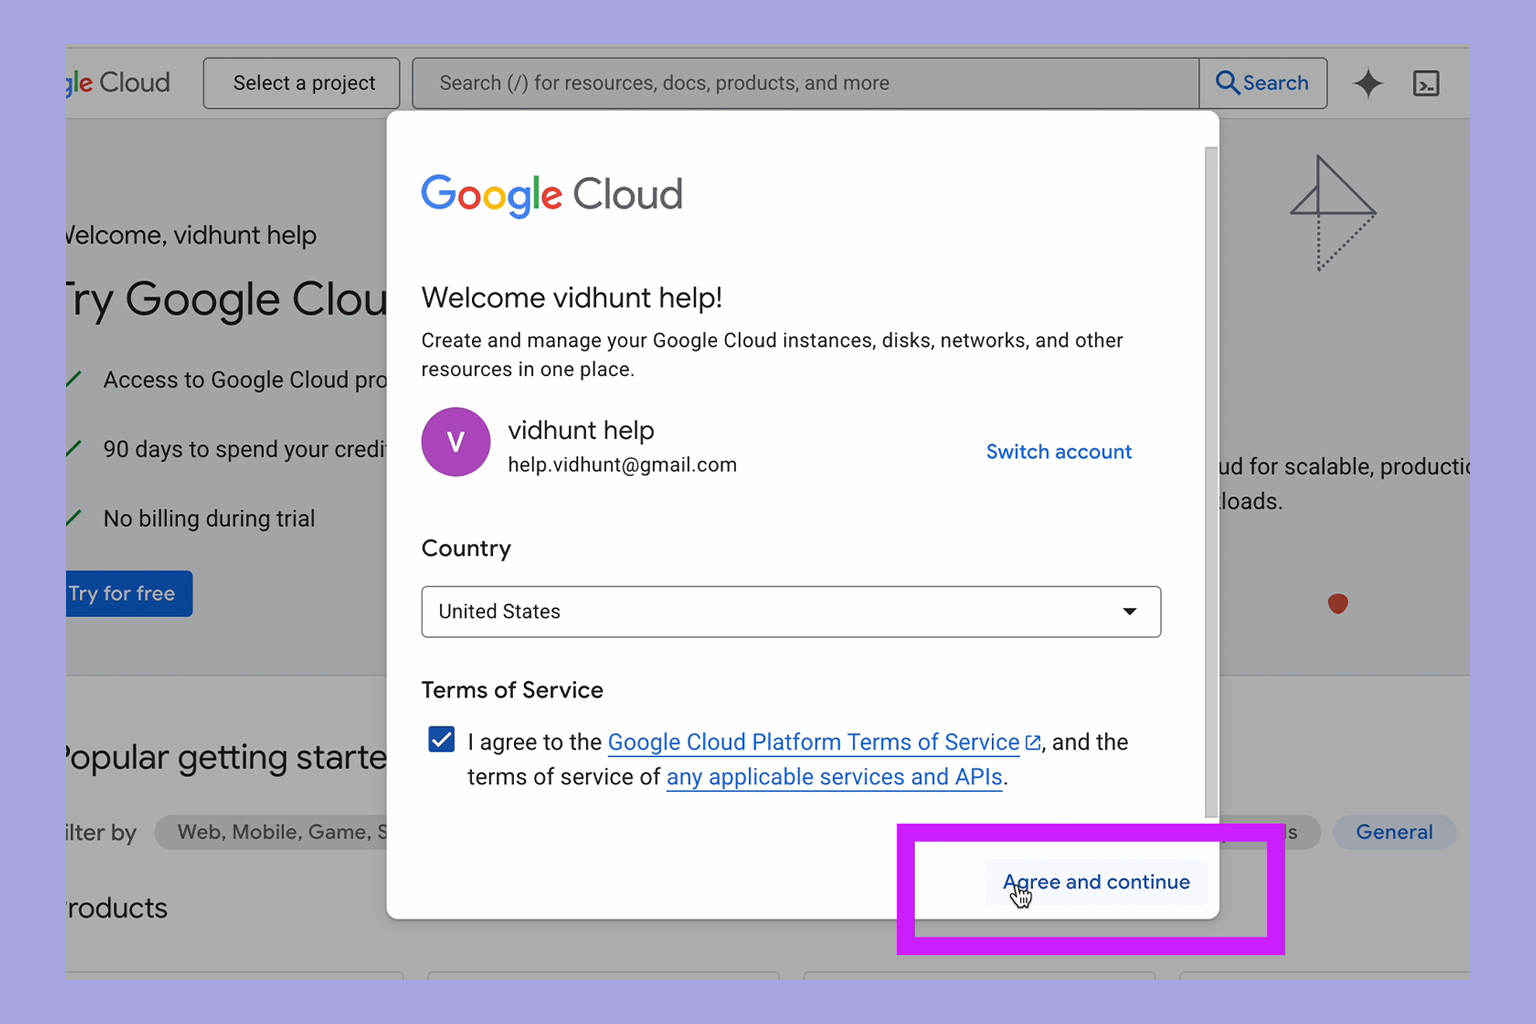 gle Cloud
Select a project
Search (/) for resources, docs, products, and more
Search
Google Cloud
Welcome vidhunt help!
Create and manage your Google Cloud instances, disks, networks, and other
resources in one place.
V
vidhunt help
help.vidhunt@gmail.com
Switch account
Country
United States
Terms of Service
I agree to the Google Cloud Platform Terms of Service, and the
terms of service of any applicable services and APIs.
Agree and continue
Welcome, vidhunt help
Try Google Clou
Access to Google Cloud pro
90 days to spend your credi
No billing during trial
Try for free
ud for scalable, productio
loads.
Popular getting starte
ilter by
Web, Mobile, Game, S
s
General
Products